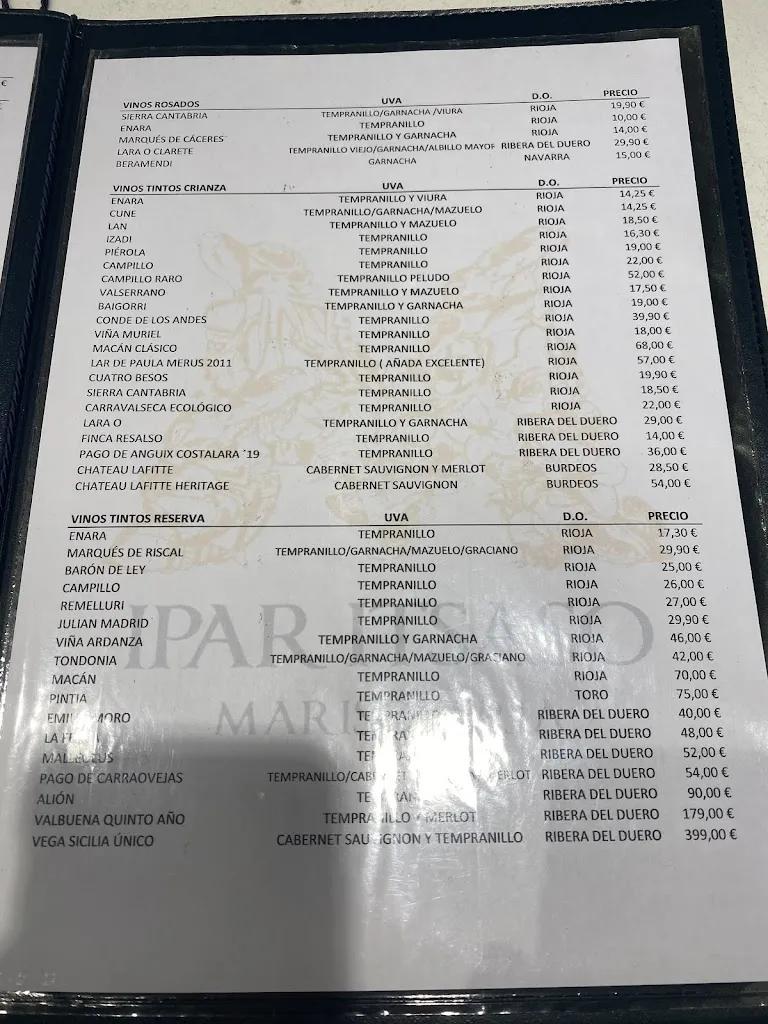 VINOS ROSADOS UVA D.O. PRECIO
SIERRA CANTABRIA TEMPRANILLO/GARNACHA /VIURA RIOJA 19,90 €
ENARA TEMPRANILLO RIOJA 10,00 €
MARQUÉS DE CÁCERES TEMPRANILLO Y GARNACHA RIOJA 14,00 €
LARA O CLARETE TEMPRANILLO VIEJO/GARNACHA/ALBILLO MAYOR RIBERA DEL DUERO 29,90 €
BERAMENDI GARNACHA NAVARRA 15,00 €
VINOS TINTOS CRIANZA UVA D.O. PRECIO
ENARA TEMPRANILLO Y VIURA RIOJA 14,25 €
CUNE TEMPRANILLO/GARNACHA/MAZUELO RIOJA 14,25 €
LAN TEMPRANILLO Y MAZUELO RIOJA 18,50 €
IZADI TEMPRANILLO RIOJA 16,30 €
PIÉROLA TEMPRANILLO RIOJA 19,00 €
CAMPILLO TEMPRANILLO RIOJA 22,00 €
CAMPILLO RARO TEMPRANILLO PELUDO RIOJA 52,00 €
VALSERRANO TEMPRANILLO Y MAZUELO RIOJA 17,50 €
BAIGORRI TEMPRANILLO Y GARNACHA RIOJA 19,00 €
CONDE DE LOS ANDES TEMPRANILLO RIOJA 39,90 €
VIÑA MURIEL TEMPRANILLO RIOJA 18,00 €
MACÁN CLÁSICO TEMPRANILLO RIOJA 68,00 €
LAR DE PAULA MERUS 2011 TEMPRANILLO ( AÑADA EXCELENTE) RIOJA 57,00 €
CUATRO BESOS TEMPRANILLO RIOJA 19,90 €
SIERRA CANTABRIA TEMPRANILLO RIOJA 18,50 €
CARRAVALSECA ECOLÓGICO TEMPRANILLO RIOJA 22,00 €
LARA O TEMPRANILLO Y GARNACHA RIBERA DEL DUERO 29,00 €
FINCA RESALSO TEMPRANILLO RIBERA DEL DUERO 14,00 €
PAGO DE ANGUIX COSTALARA ´19 TEMPRANILLO RIBERA DEL DUERO 36,00 €
CHATEAU LAFITTE CABERNET SAUVIGNON Y MERLOT BURDEOS 28,50 €
CHATEAU LAFITTE HERITAGE CABERNET SAUVIGNON BURDEOS 54,00 €
VINOS TINTOS RESERVA UVA D.O. PRECIO
ENARA TEMPRANILLO RIOJA 17,30 €
MARQUÉS DE RISCAL TEMPRANILLO/GARNACHA/MAZUELO/GRACIANO RIOJA 29,90 €
BARÓN DE LEY TEMPRANILLO RIOJA 25,00 €
CAMPILLO TEMPRANILLO RIOJA 26,00 €
REMELLURI TEMPRANILLO RIOJA 27,00 €
JULIAN MADRID TEMPRANILLO RIOJA 29,90 €
VIÑA ARDANZA TEMPRANILLO Y GARNACHA RIOJA 46,00 €
TONDONIA TEMPRANILLO/GARNACHA/MAZUELO/GRACIANO RIOJA 42,00 €
MACÁN TEMPRANILLO RIOJA 70,00 €
PINTIA TEMPRANILLO TORO 75,00 €
MORO TEMPRANILLO RIBERA DEL DUERO 40,00 €
LA RIBERA DEL DUERO 48,00 €
MALLEOLUS RIBERA DEL DUERO 52,00 €
PAGO DE CARRAOVEJAS MERLOT RIBERA DEL DUERO 54,00 €
ALIÓN RIBERA DEL DUERO 90,00 €
VALBUENA QUINTO AÑO TEMPRANILLO Y MERLOT RIBERA DEL DUERO 179,00 €
VEGA SICILIA ÚNICO CABERNET SAUVIGNON Y TEMPRANILLO RIBERA DEL DUERO 399,00 €